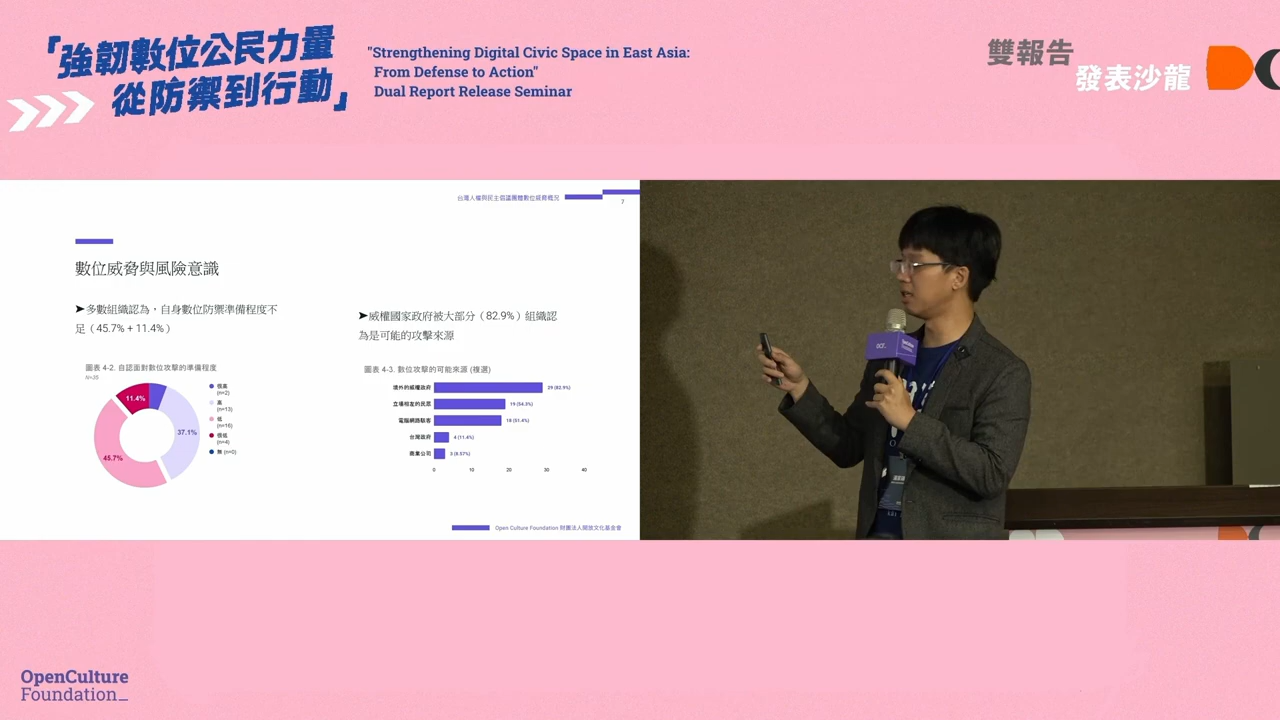 「強韌數位公民力量
從防禦到行動」
"Strengthening Digital Civic Space in East Asia:
From Defense to Action"
Dual Report Release Seminar
雙報告
發表沙龍
台灣人權與民主倡議團體數位威脅概況
7
數位威脅與風險意識
➤多數組織認為，自身數位防禦準備程度不
足（45.7% + 11.4%）
圖表 4-2. 自認面對數位攻擊的準備程度
N=35
11.4%
37.1%
45.7%
很高
(n=2)
高
(n=13)
低
(n=16)
很低
(n=4)
無 (n=0)
➤威權國家政府被大部分（82.9%）組織認
為是可能的攻擊來源
圖表 4-3. 數位攻擊的可能來源 (複選)
境外的威權政府 29 (82.9%)
立場相左的民眾 19 (54.3%)
電腦網路駭客 18 (51.4%)
台灣政府 4 (11.4%)
商業公司 3 (8.57%)
0 10 20 30 40
Open Culture Foundation 財團法人開放文化基金會
OCF.
OpenCulture
Foundation_